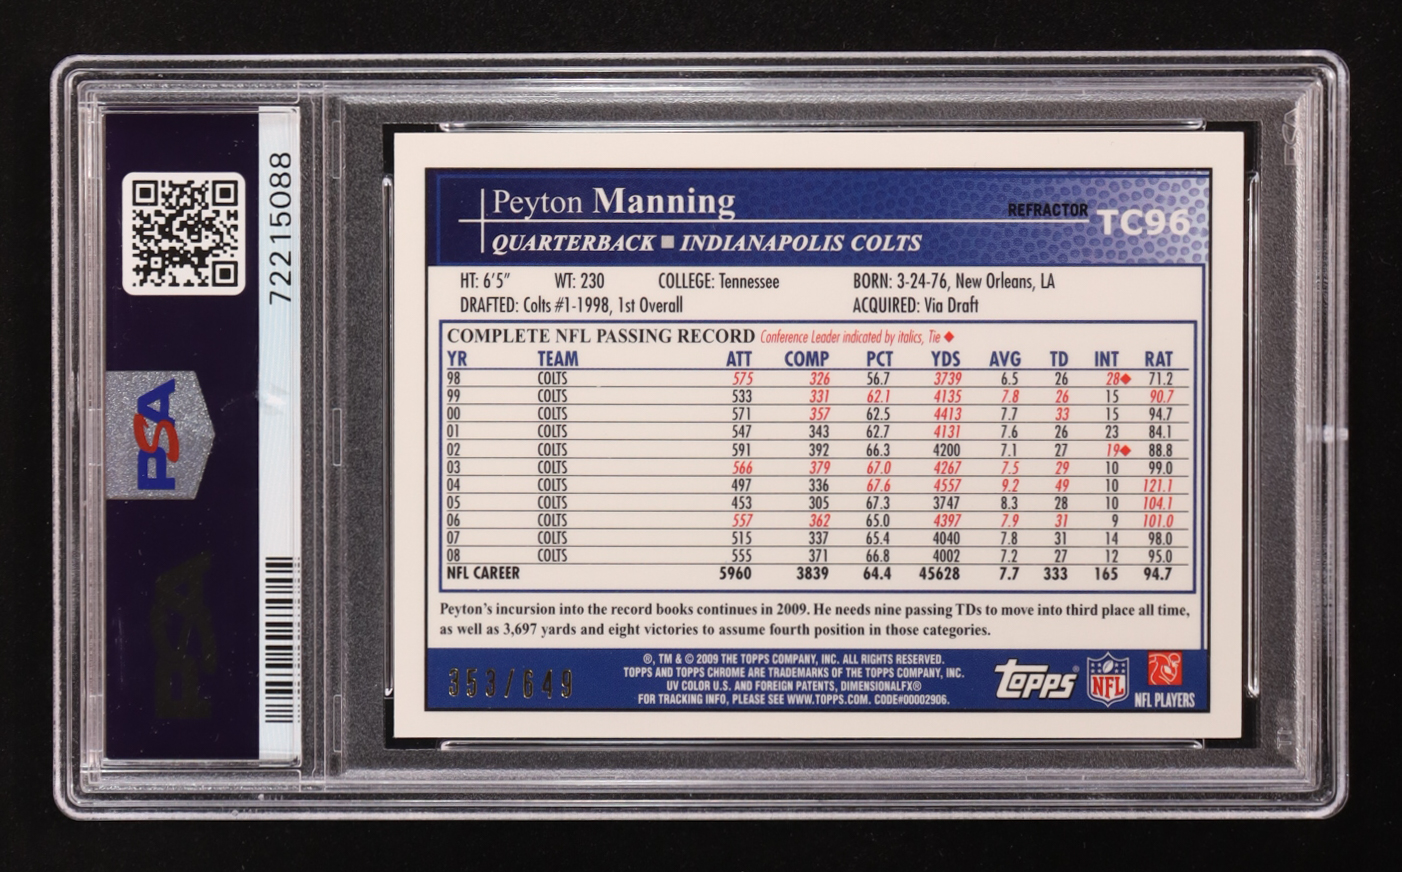 72215088
PSA
PSA
Peyton Manning
REFRACTOR TC96
QUARTERBACK ■ INDIANAPOLIS COLTS
HT: 6'5" WT: 230 COLLEGE: Tennessee BORN: 3-24-76, New Orleans, LA
DRAFTED: Colts #1-1998, 1st Overall ACQUIRED: Via Draft
COMPLETE NFL PASSING RECORD Conference Leader indicated by italics, Tie ◆
YR TEAM ATT COMP PCT YDS AVG TD INT RAT
98 COLTS 575 326 56.7 3739 6.5 26 28◆ 71.2
99 COLTS 533 331 62.1 4135 7.8 26 15 90.7
00 COLTS 571 357 62.5 4413 7.7 33 15 94.7
01 COLTS 547 343 62.7 4131 7.6 26 23 84.1
02 COLTS 591 392 66.3 4200 7.1 27 19◆ 88.8
03 COLTS 566 379 67.0 4267 7.5 29 10 99.0
04 COLTS 497 336 67.6 4557 9.2 49 10 121.1
05 COLTS 453 305 67.3 3747 8.3 28 10 104.1
06 COLTS 557 362 65.0 4397 7.9 31 9 101.0
07 COLTS 515 337 65.4 4040 7.8 31 14 98.0
08 COLTS 555 371 66.8 4002 7.2 27 12 95.0
NFL CAREER 5960 3839 64.4 45628 7.7 333 165 94.7
Peyton's incursion into the record books continues in 2009. He needs nine passing TDs to move into third place all time,
as well as 3,697 yards and eight victories to assume fourth position in those categories.
353/649
®, TM & © 2009 THE TOPPS COMPANY, INC. ALL RIGHTS RESERVED.
TOPPS AND TOPPS CHROME ARE TRADEMARKS OF THE TOPPS COMPANY, INC.
UV COLOR U.S. AND FOREIGN PATENTS, DIMENSIONALFX®
FOR TRACKING INFO, PLEASE SEE WWW.TOPPS.COM. CODE#00002906.
Topps®
NFL
NFL PLAYERS